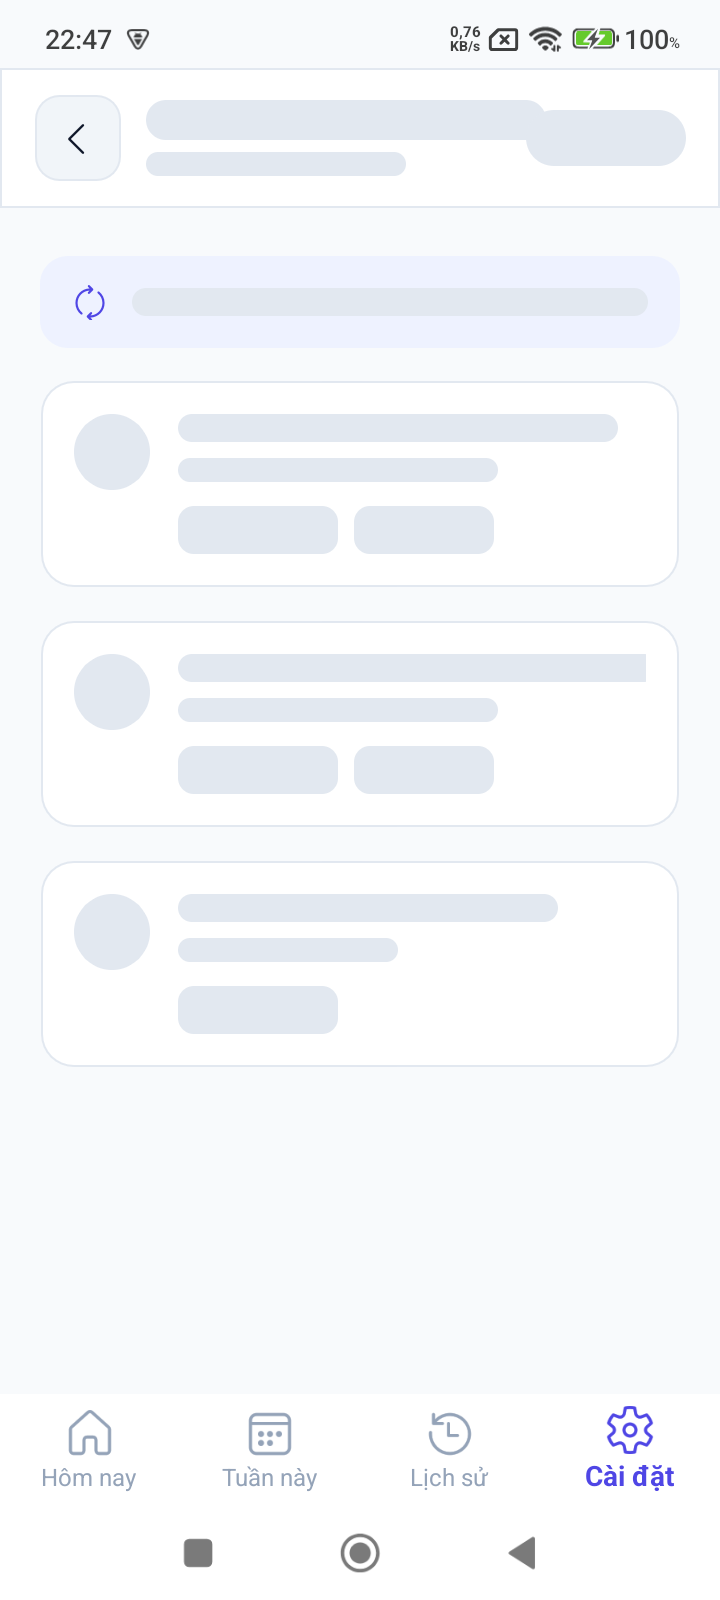 22:47
0,76
KB/s
100%
Hôm nay
Tuần này
Lịch sử
Cài đặt